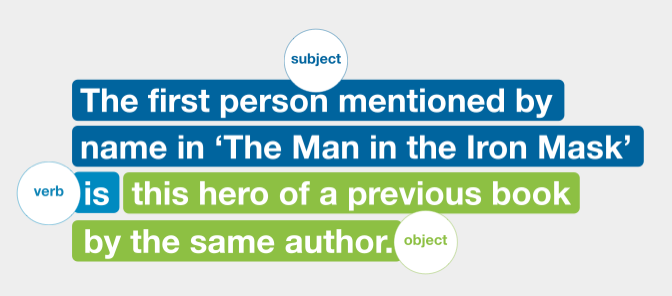 subject
The first person mentioned by
name in ‘The Man in the Iron Mask’
verb
is this hero of a previous book
by the same author.
object